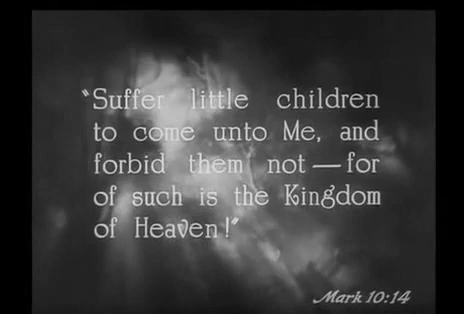 "Suffer little children
to come unto Me, and
forbid them not — for
of such is the Kingdom
of Heaven!"
Mark 10:14